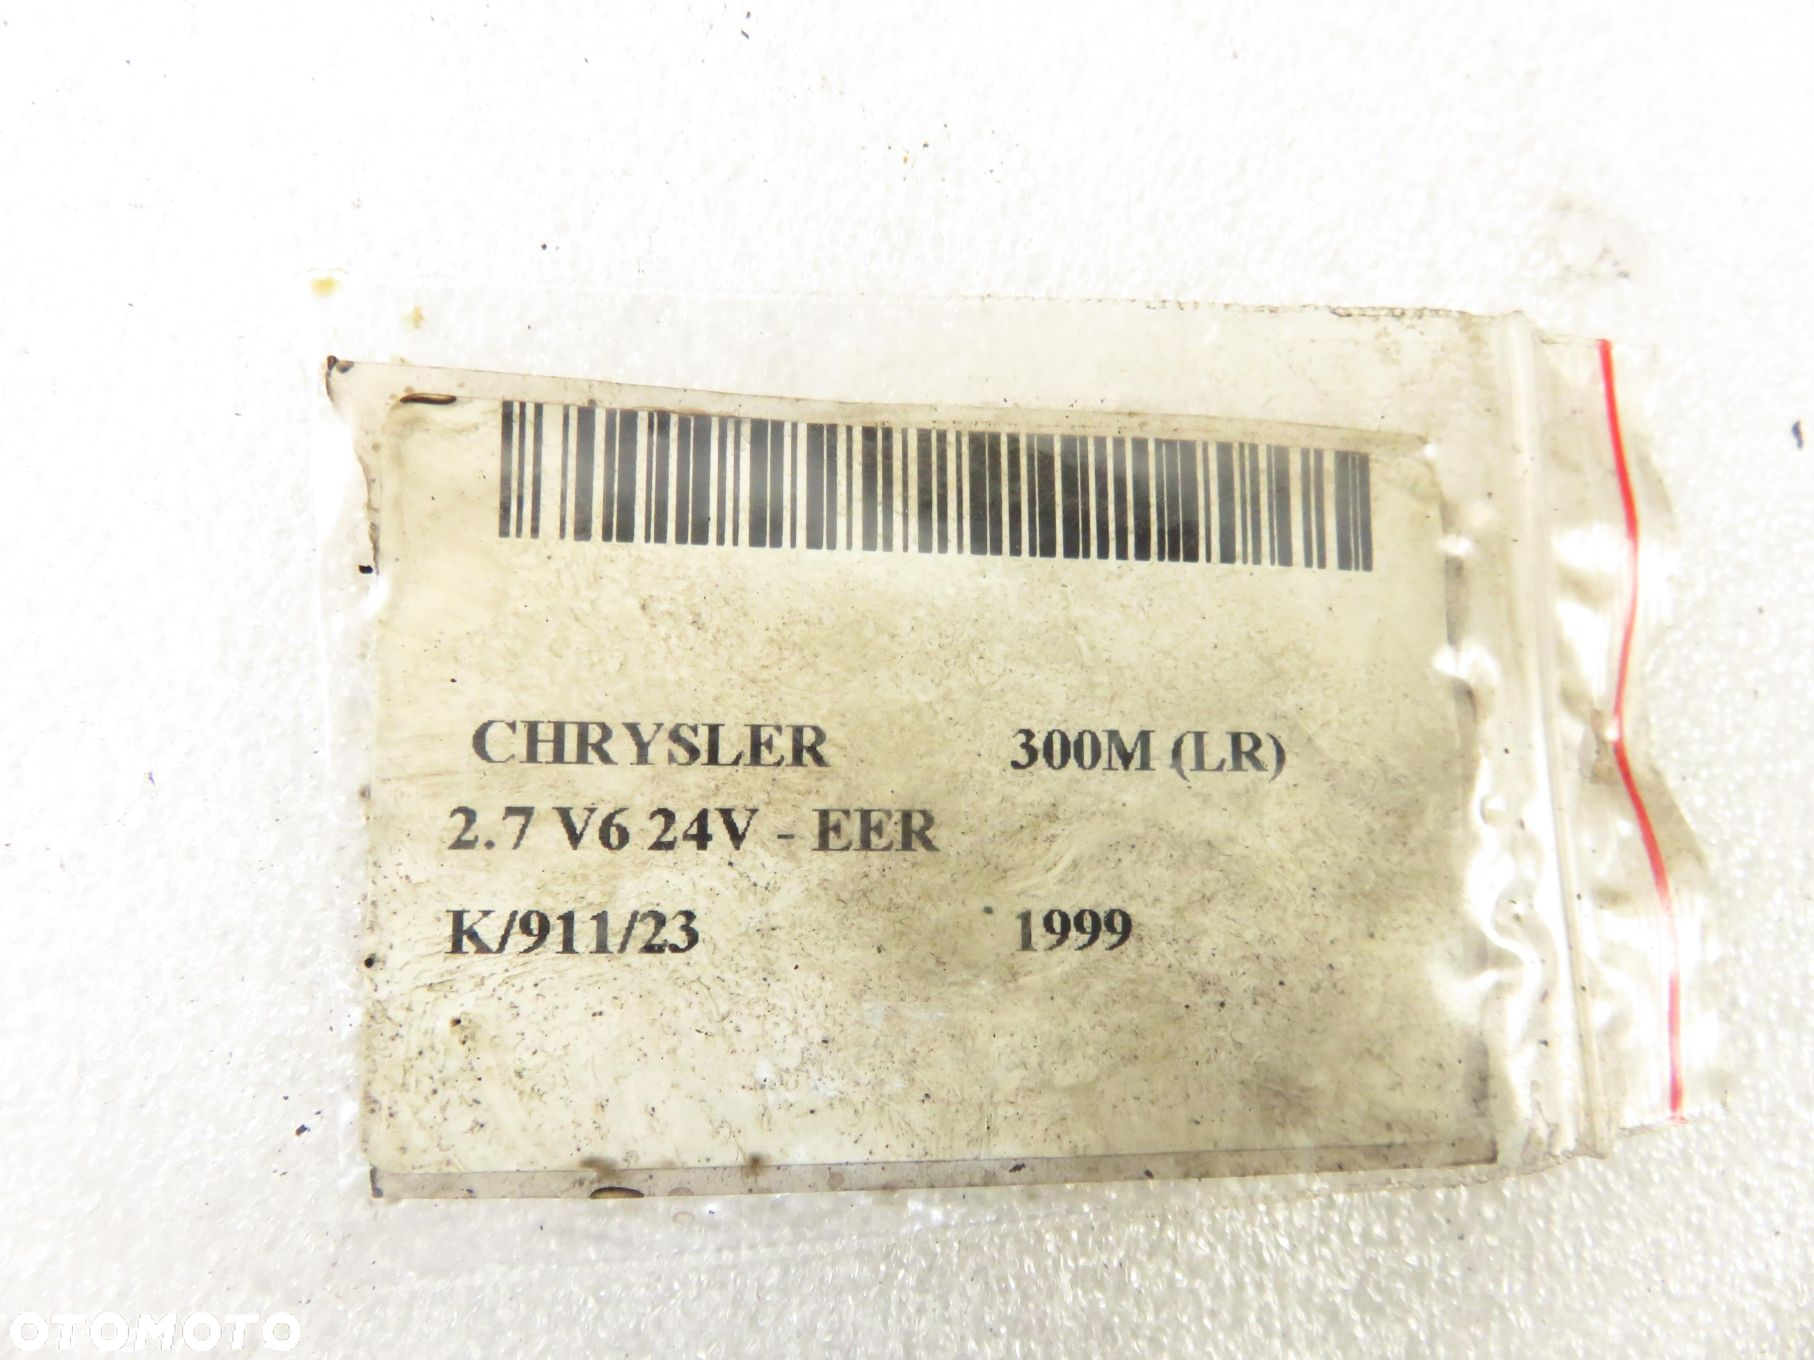 CHRYSLER 300M (LR)
2.7 V6 24V - EER
K/911/23 1999
OTOMOTO